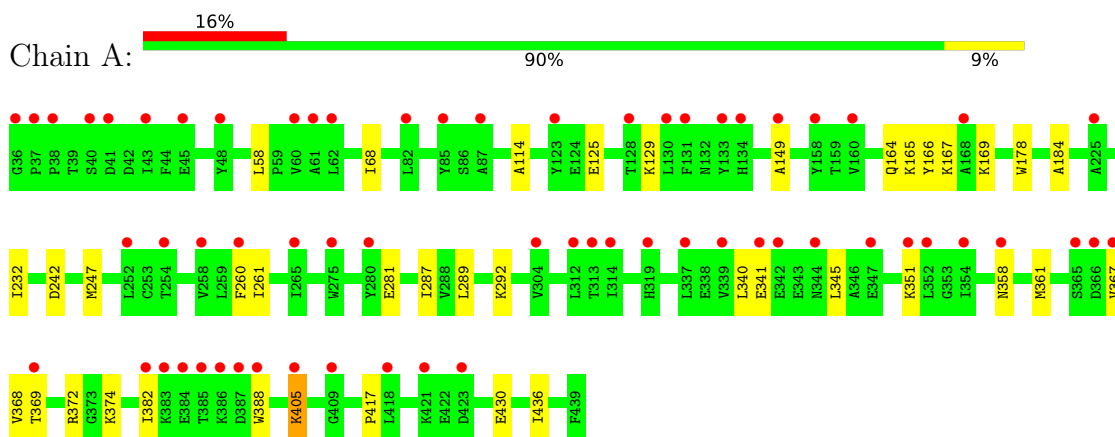 16%
Chain A:
90% 9%
G36 P37 P38 T39 S40 D41 D42 I43 F44 E45 Y48 L58 P59 V60 A61 L62 I68 L82 Y85 S86 A87 A114 Y123 E124 E125 T128 K129 L130 F131 N132 Y133 H134 A149 Y158 T159 V160 Q164 K165 Y166 K167 A168 K169 W178 A184 A225
I232 D242 M247 L252 C253 T254 V258 L259 F260 I261 I265 W275 Y280 E281 I287 V288 L289 K292 V304 L312 T313 I314 H319 L337 E338 V339 L340 E341 E342 E343 N344 L345 A346 E347 K351 L352 G353 I354 N358 M361 S365 D366 V367
V368 T369 R372 G373 K374 I382 K383 E384 T385 K386 D387 W388 K405 G409 P417 L418 K421 E422 D423 E430 I436 F439